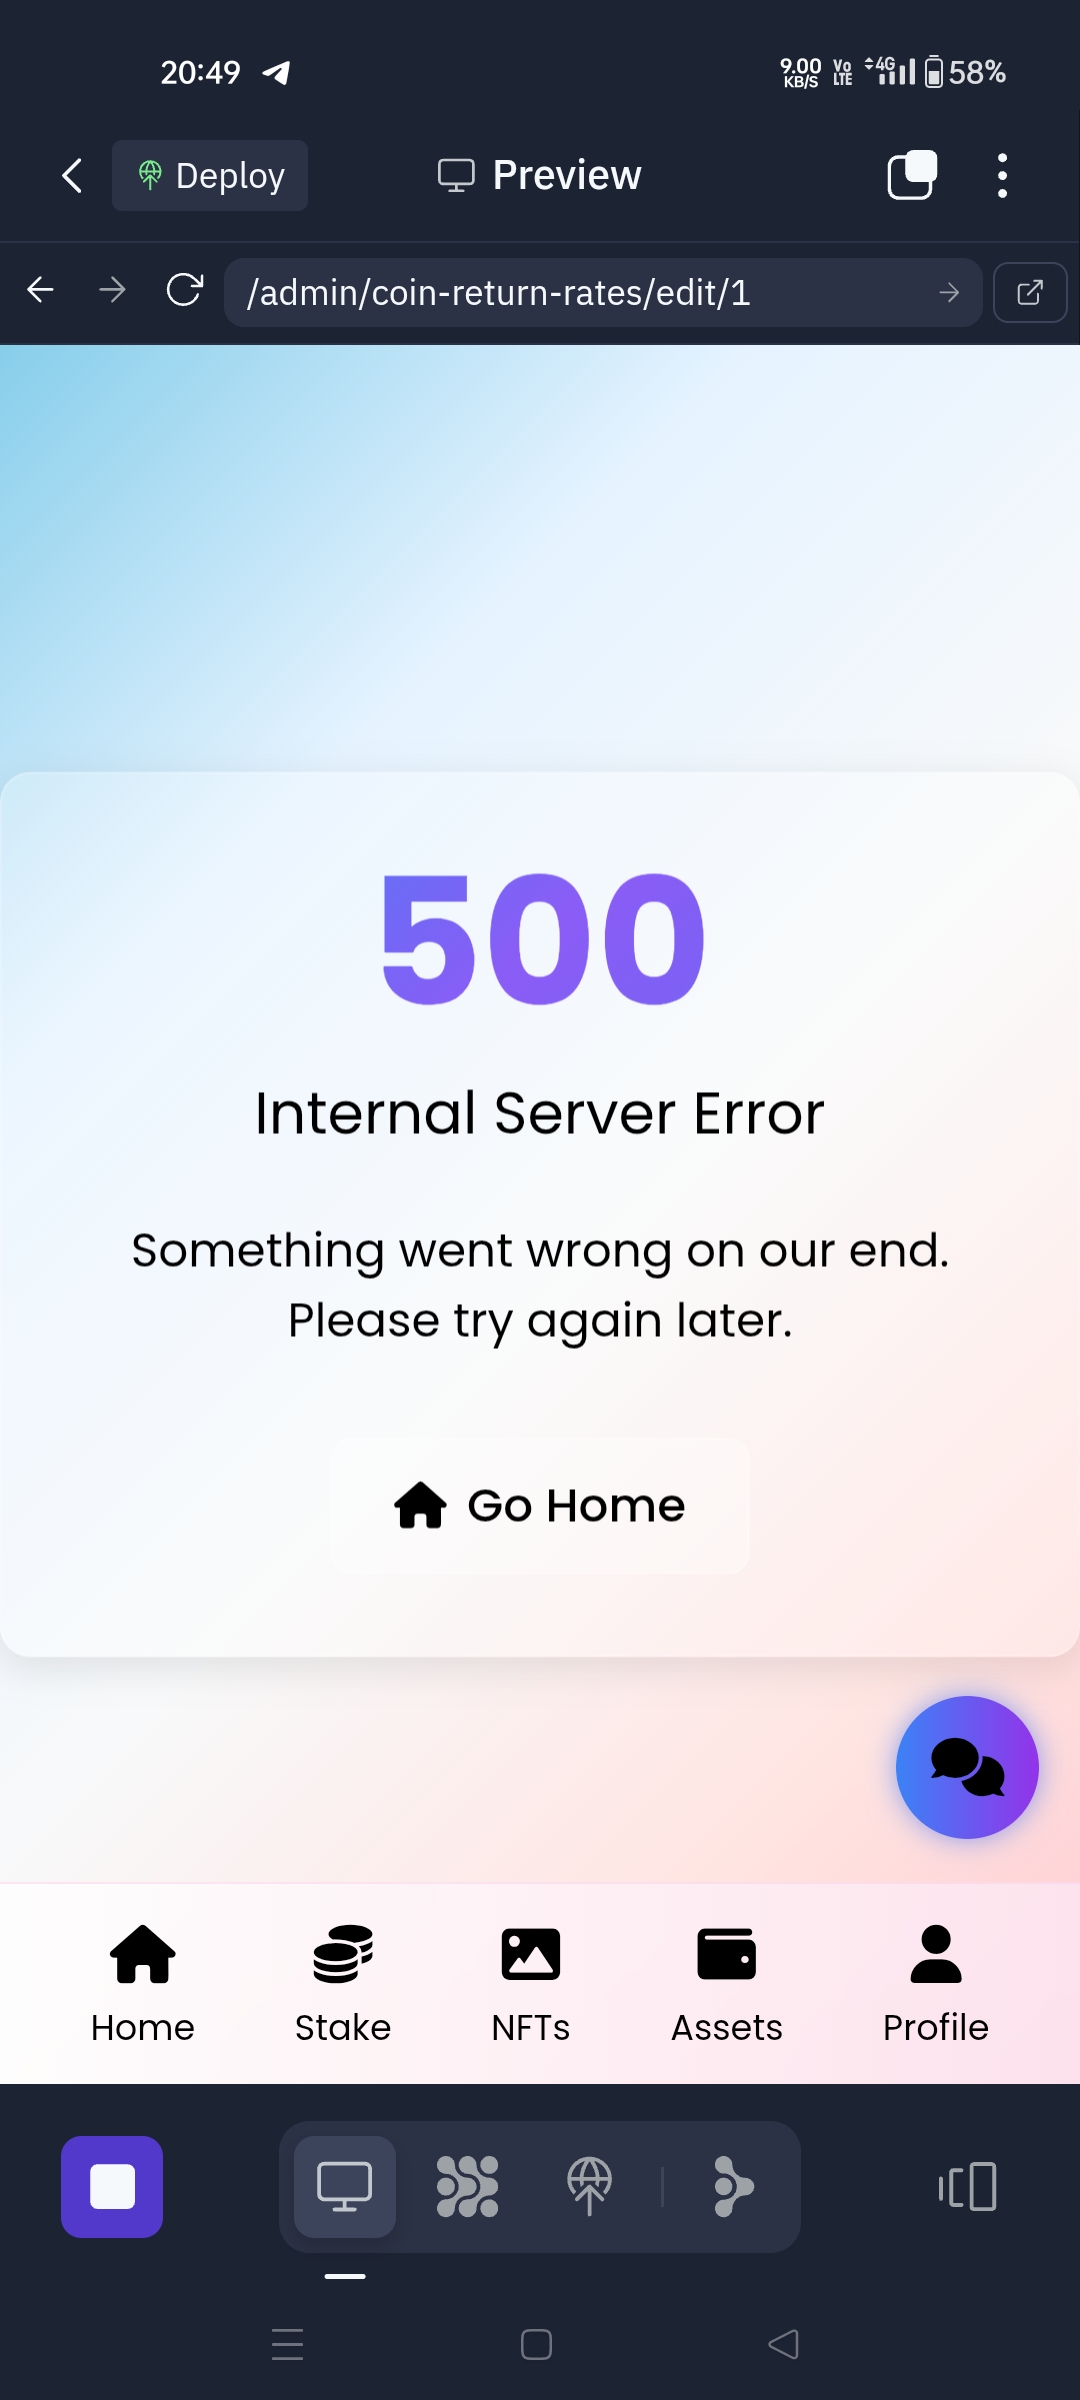 20:49
9.00 KB/S Vo LTE 4G 58%
Deploy
Preview
/admin/coin-return-rates/edit/1
500
Internal Server Error
Something went wrong on our end.
Please try again later.
Go Home
Home Stake NFTs Assets Profile